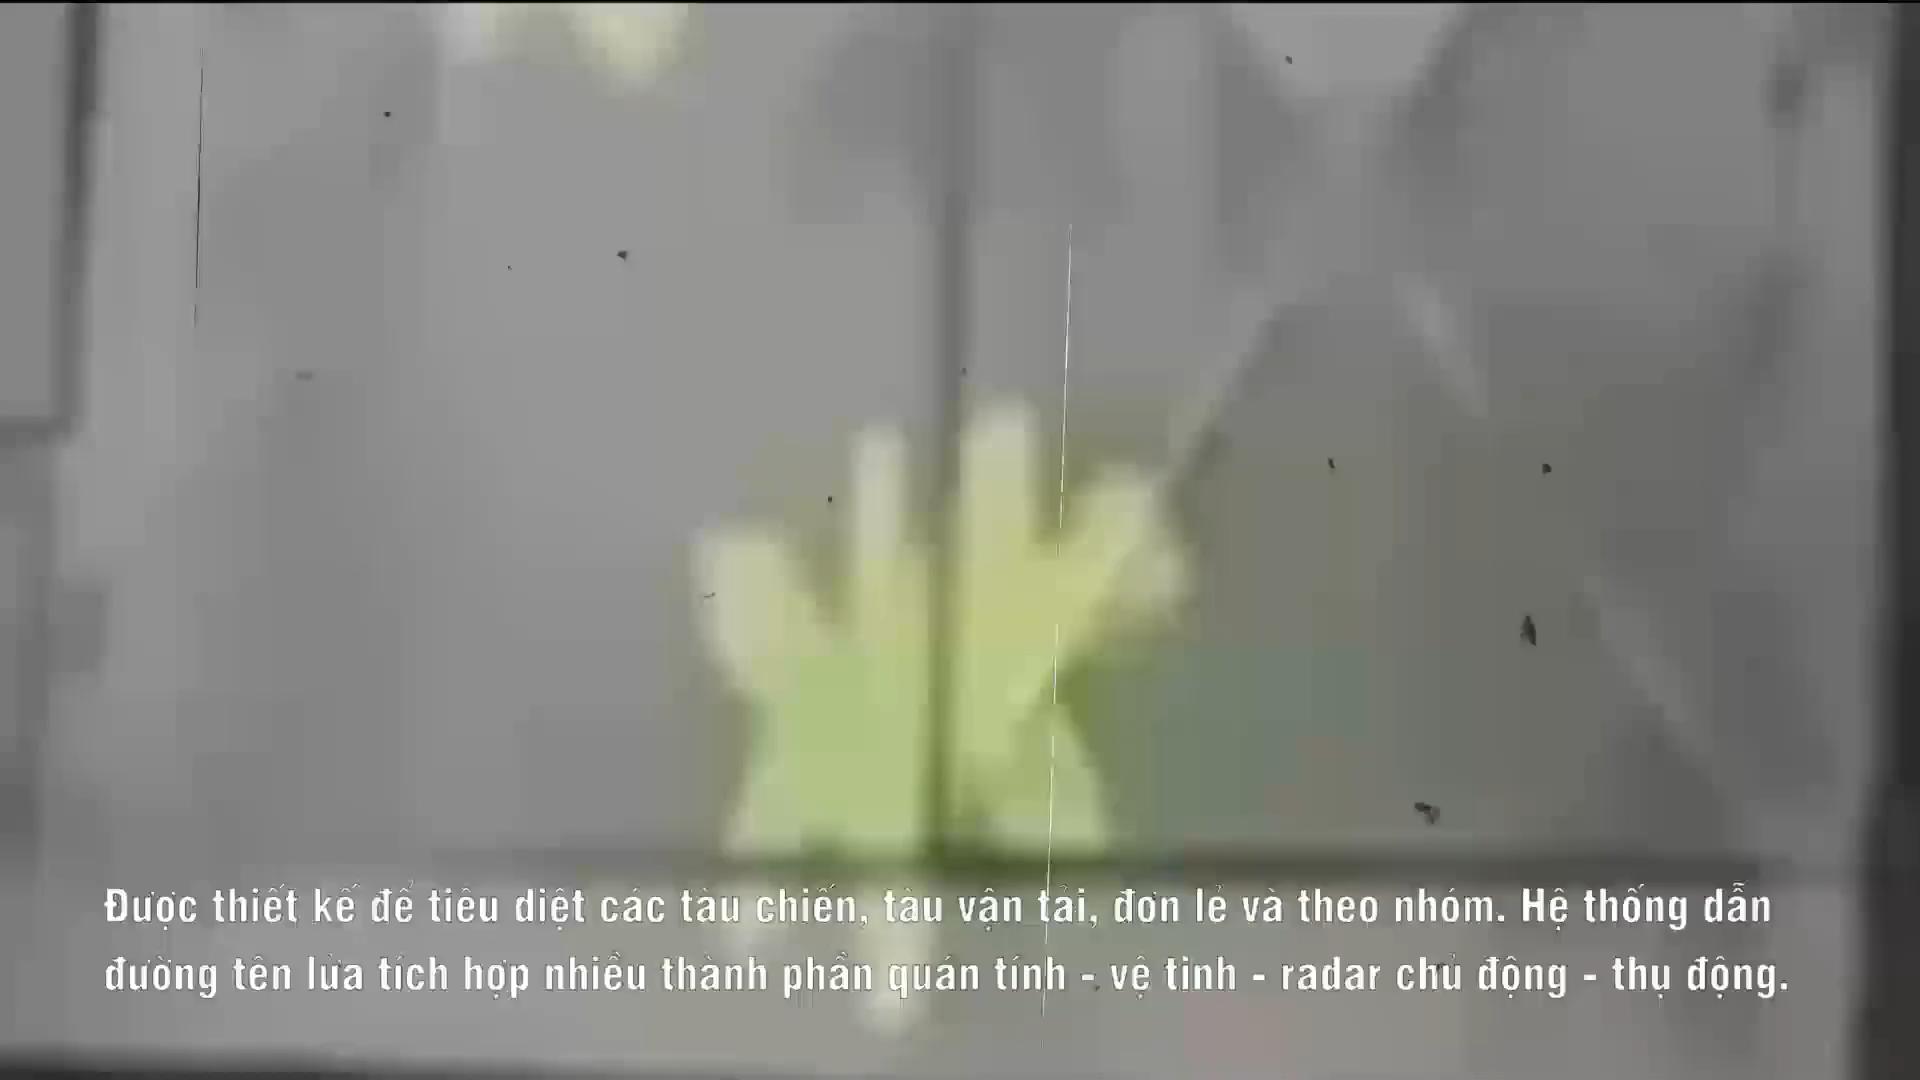 Được thiết kế để tiêu diệt các tàu chiến, tàu vận tải, đơn lẻ và theo nhóm. Hệ thống dẫn
đường tên lửa tích hợp nhiều thành phần quán tính - vệ tinh - radar chủ động - thụ động.